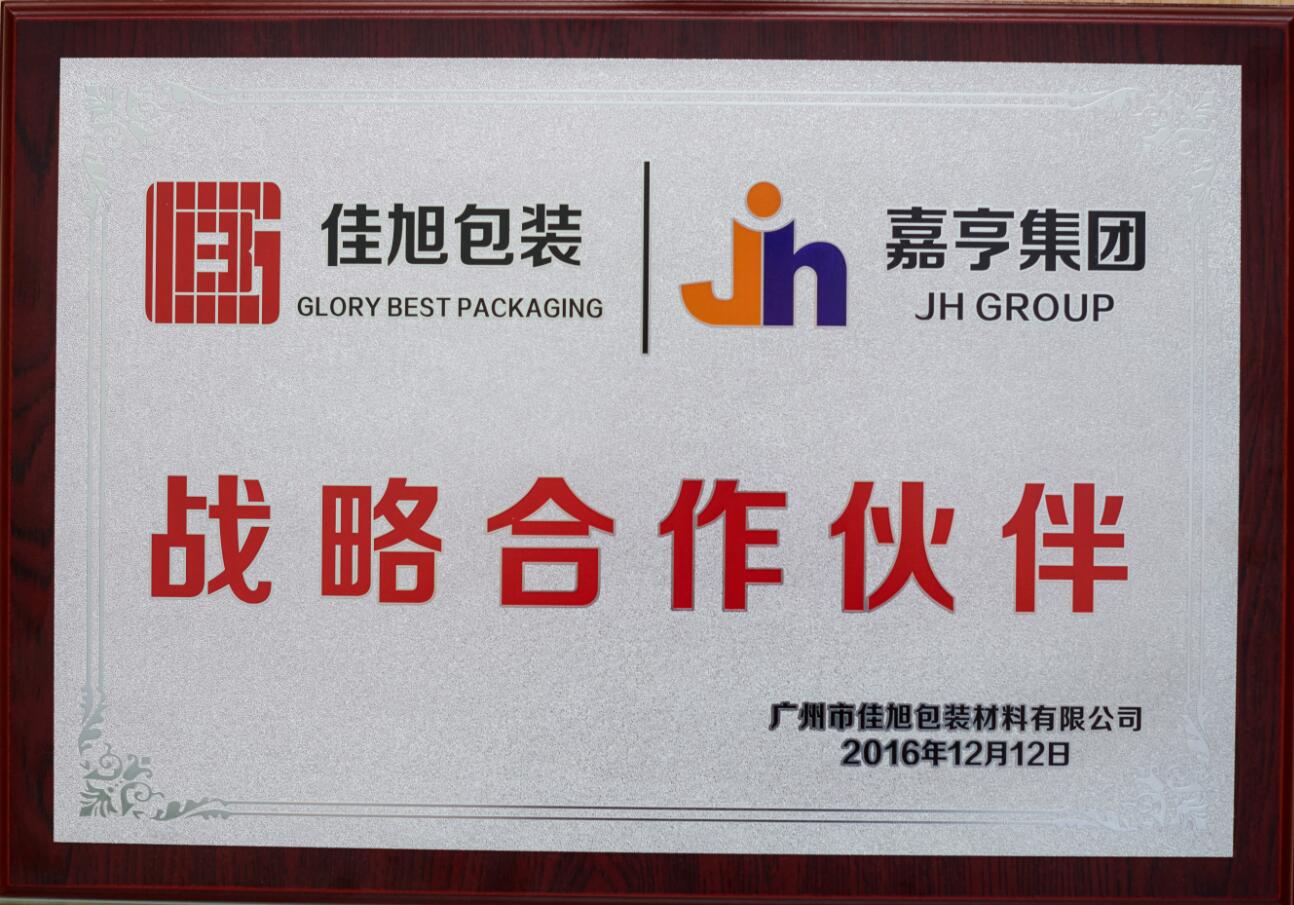 佳旭包装
GLORY BEST PACKAGING
jh
嘉亨集团
JH GROUP
战略合作伙伴
广州市佳旭包装材料有限公司
2016年12月12日